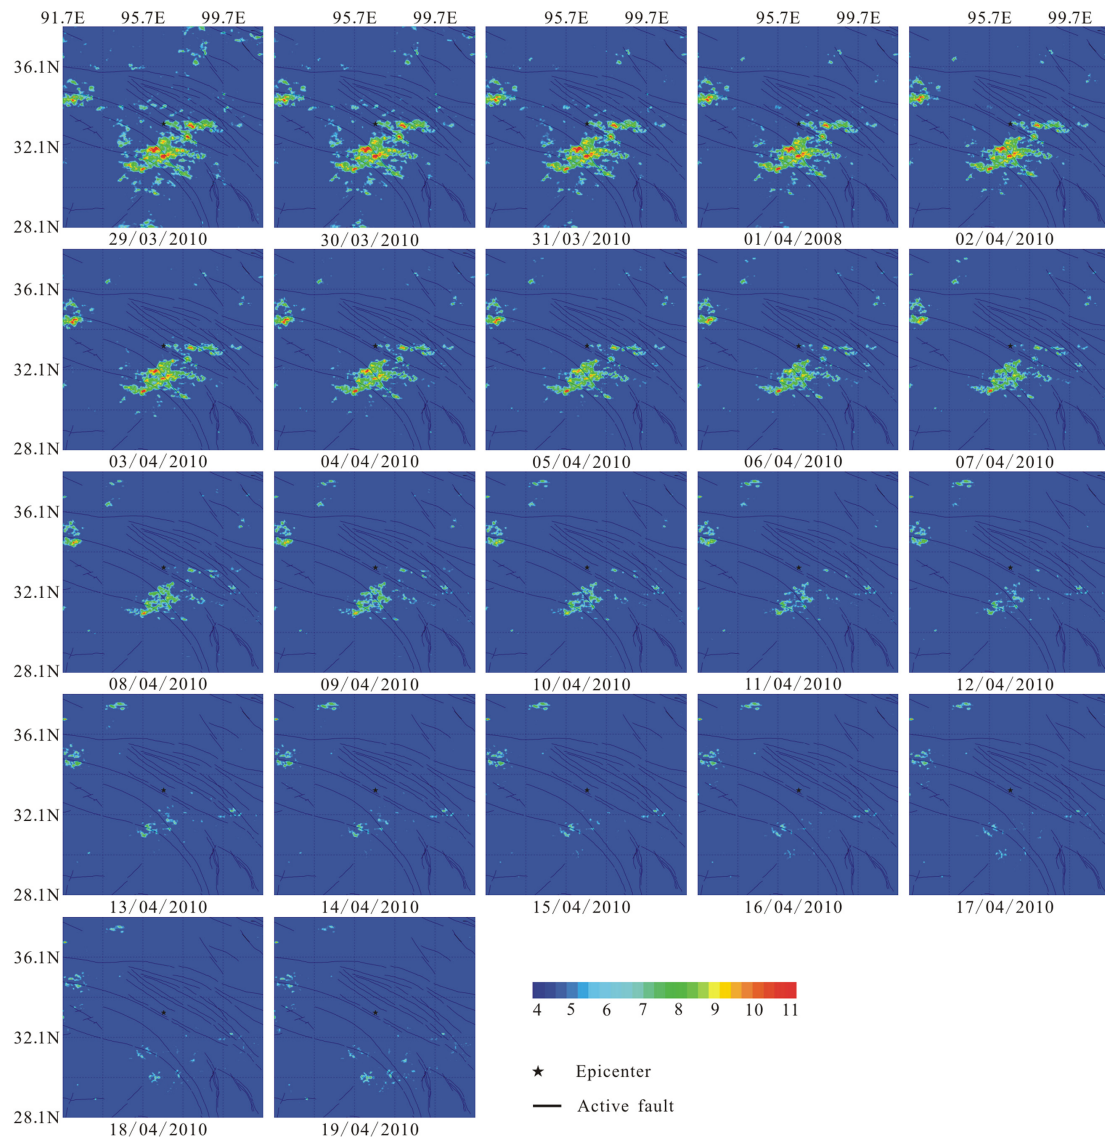 91.7E 95.7E 99.7E 95.7E 99.7E 95.7E 99.7E 95.7E 99.7E 95.7E 99.7E
36.1N
32.1N
28.1N
29/03/2010 30/03/2010 31/03/2010 01/04/2008 02/04/2010
36.1N
32.1N
28.1N
03/04/2010 04/04/2010 05/04/2010 06/04/2010 07/04/2010
36.1N
32.1N
28.1N
08/04/2010 09/04/2010 10/04/2010 11/04/2010 12/04/2010
36.1N
32.1N
28.1N
13/04/2010 14/04/2010 15/04/2010 16/04/2010 17/04/2010
36.1N
32.1N
28.1N
18/04/2010 19/04/2010
4 5 6 7 8 9 10 11
Epicenter
Active fault